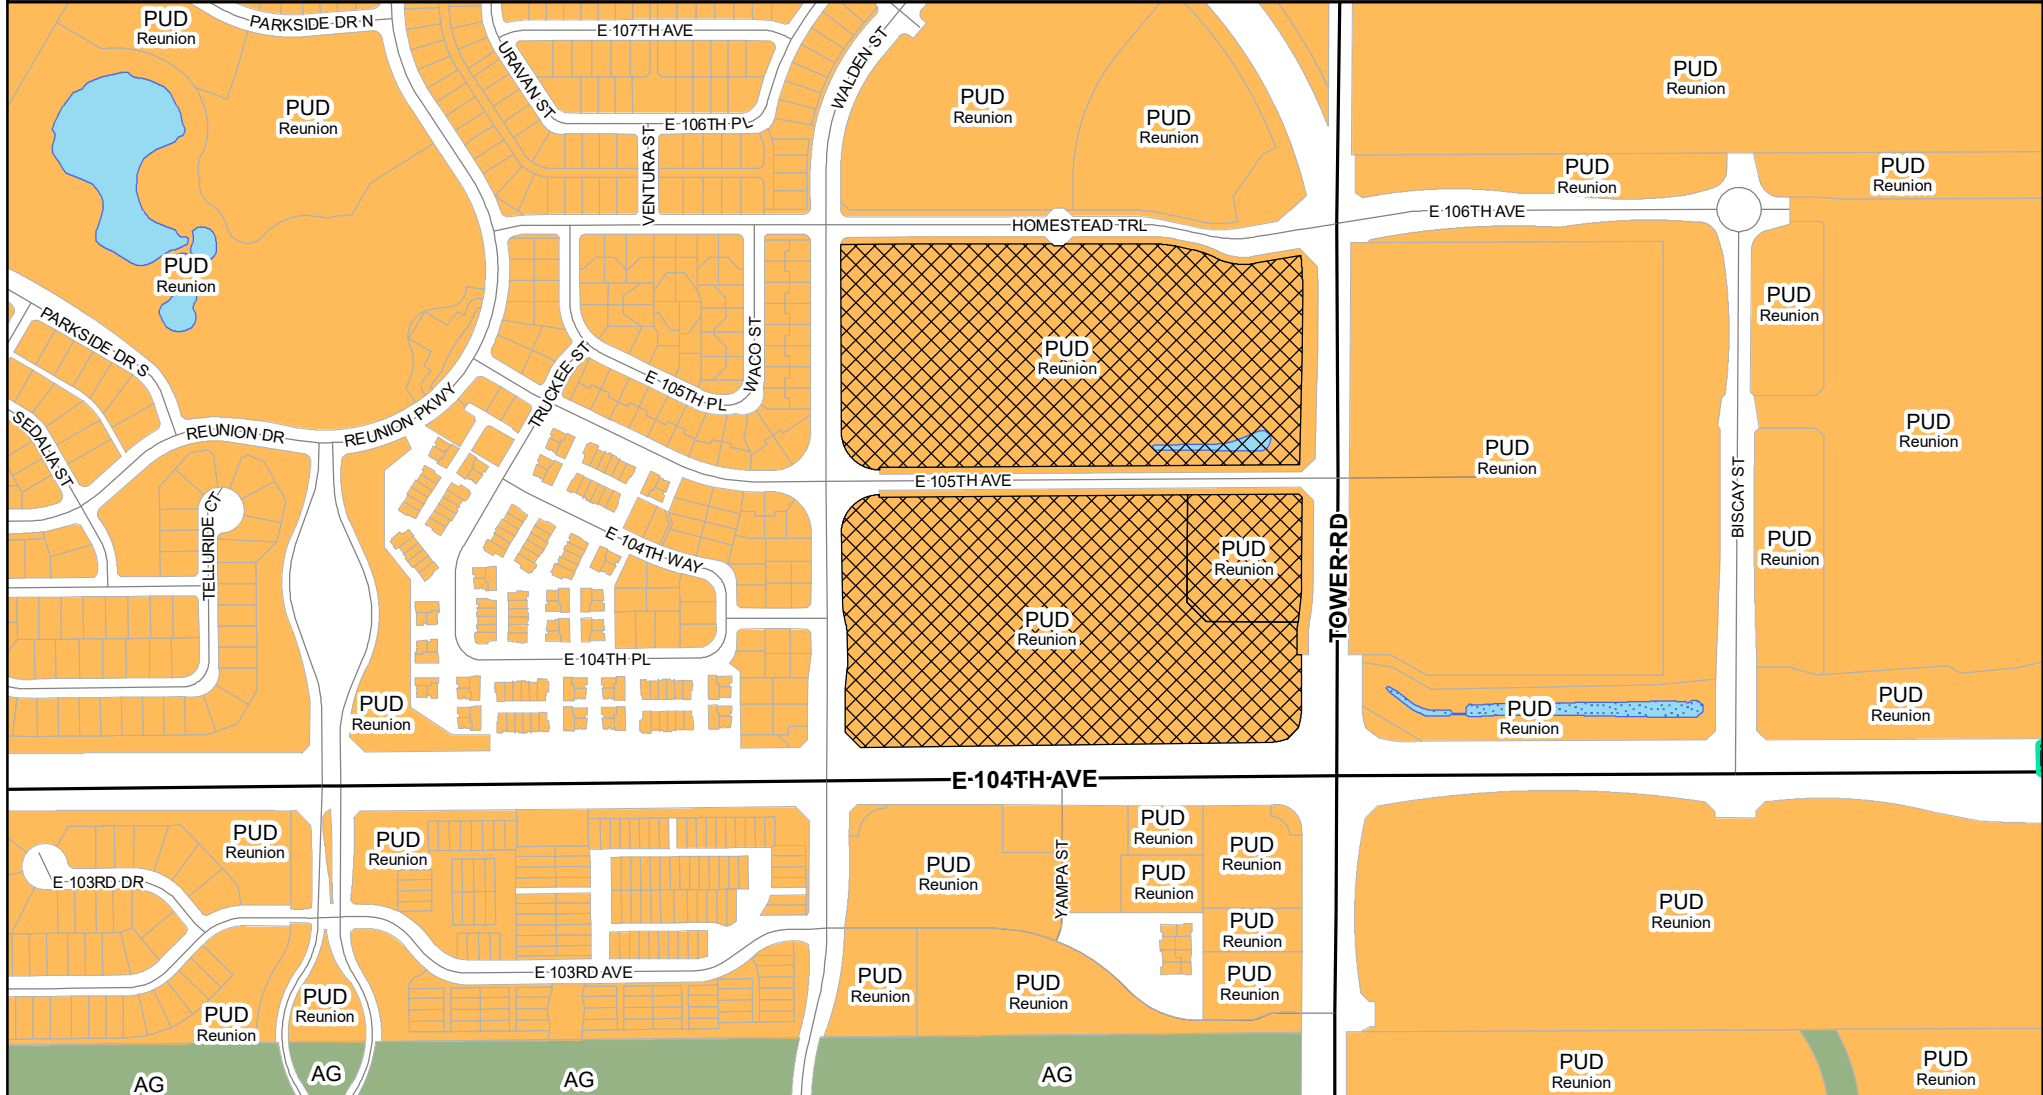 PUD
Reunion
PARKSIDE DR N
E 107TH AVE
URAVAN ST
WALDEN ST
PUD
Reunion
PUD
Reunion
PUD
Reunion
PUD
Reunion
E 106TH PL
VENTURA ST
PUD
Reunion
PUD
Reunion
HOMESTEAD TRL
E 106TH AVE
PUD
Reunion
PARKSIDE DR S
PUD
Reunion
WACO ST
TRUCKEE ST
E 105TH PL
PUD
Reunion
REUNION DR
REUNION PKWY
SEDALIA ST
PUD
Reunion
PUD
Reunion
E 105TH AVE
BISCAY ST
TELLURIDE CT
E 104TH WAY
PUD
Reunion
TOWER RD
PUD
Reunion
PUD
Reunion
E 104TH PL
PUD
Reunion
PUD
Reunion
PUD
Reunion
E 104TH AVE
PUD
Reunion
PUD
Reunion
PUD
Reunion
PUD
Reunion
PUD
Reunion
YAMPA ST
PUD
Reunion
E 103RD DR
PUD
Reunion
PUD
Reunion
E 103RD AVE
PUD
Reunion
PUD
Reunion
PUD
Reunion
PUD
Reunion
PUD
Reunion
AG
AG
AG
AG
PUD
Reunion
PUD
Reunion